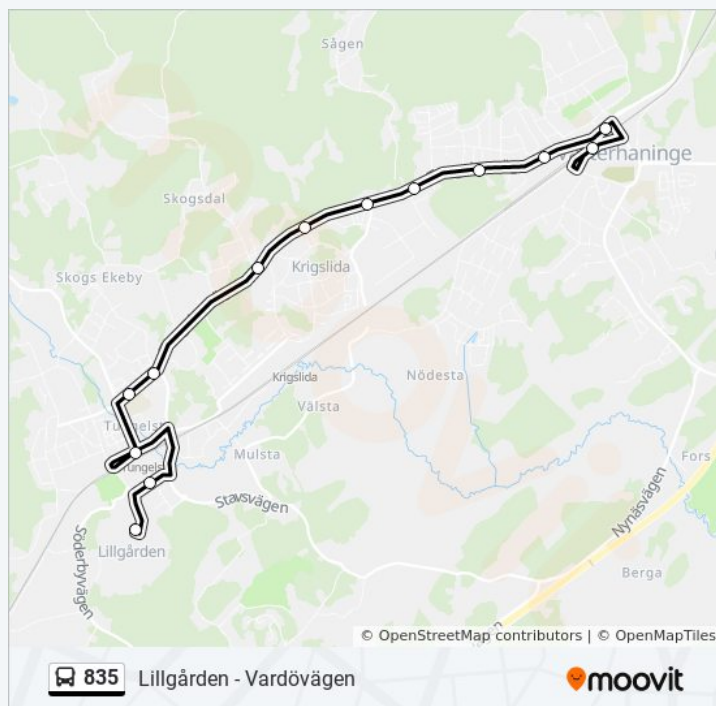 Sågen
Skogsdal
Krigslida
Skogs Ekeby
Krigslida
Nödesta
Välsta
Mulsta
Fors
Stavsvägen
Nynäsvägen
Söderbyvägen
Lillgården
Berga
© OpenStreetMap contributors | © OpenMapTiles
835 Lillgården - Vardövägen
moovit